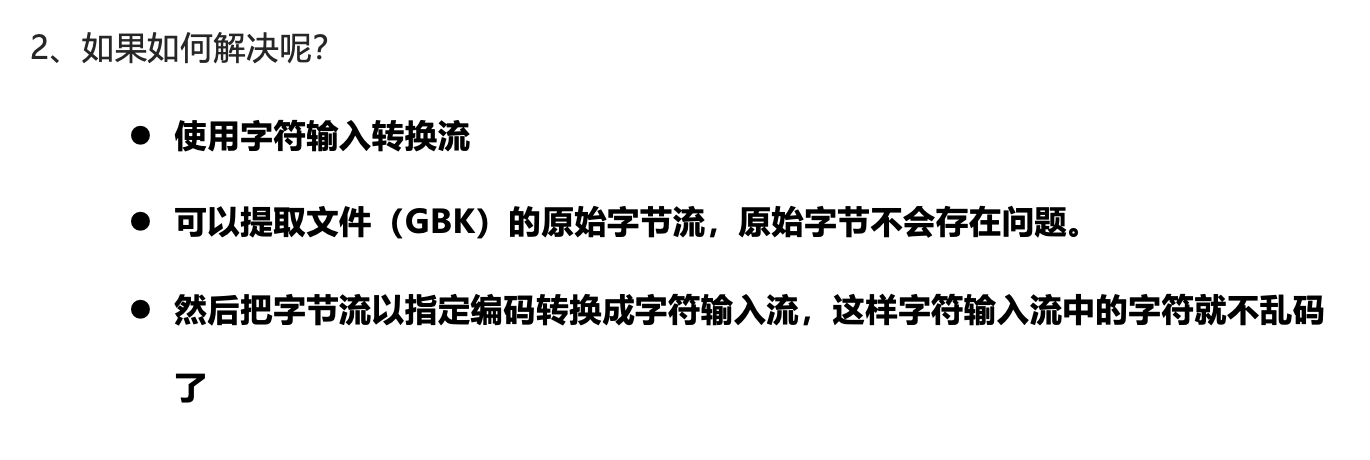 2、如果如何解决呢？
● 使用字符输入转换流
● 可以提取文件（GBK）的原始字节流，原始字节不会存在问题。
● 然后把字节流以指定编码转换成字符输入流，这样字符输入流中的字符就不乱码
了